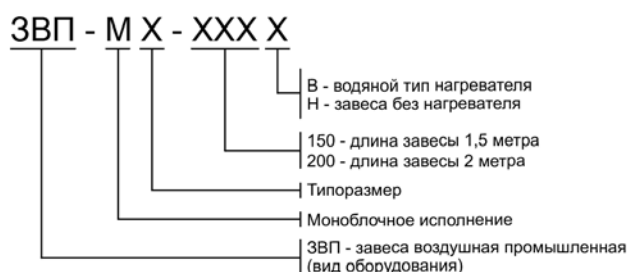 ЗВП - М Х - ХХХ Х
В - водяной тип нагревателя
Н - завеса без нагревателя
150 - длина завесы 1,5 метра
200 - длина завесы 2 метра
Типоразмер
Моноблочное исполнение
ЗВП - завеса воздушная промышленная
(вид оборудования)